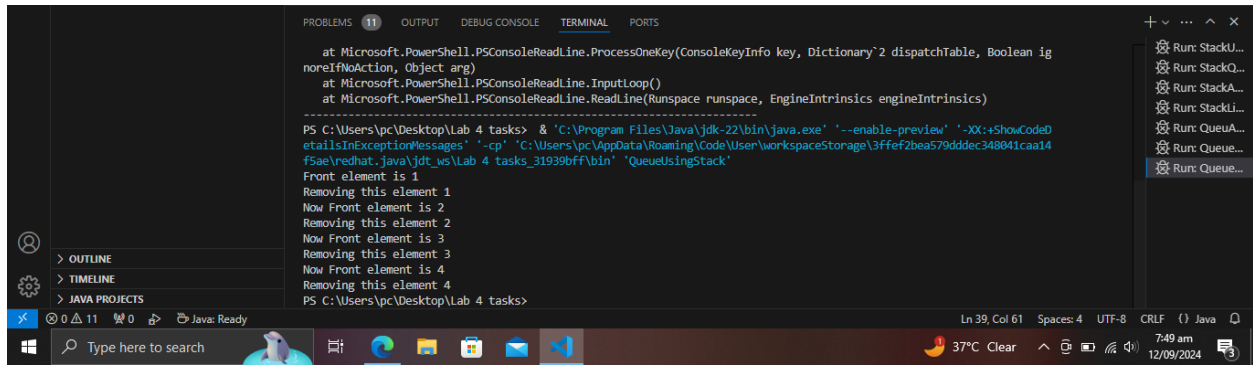 PROBLEMS 11 OUTPUT DEBUG CONSOLE TERMINAL PORTS
at Microsoft.PowerShell.PSConsoleReadLine.ProcessOneKey(ConsoleKeyInfo key, Dictionary`2 dispatchTable, Boolean ig
noreIfNoAction, Object arg)
at Microsoft.PowerShell.PSConsoleReadLine.InputLoop()
at Microsoft.PowerShell.PSConsoleReadLine.ReadLine(Runspace runspace, EngineIntrinsics engineIntrinsics)
-----------------------------------------------------------------------
PS C:\Users\pc\Desktop\Lab 4 tasks> & 'C:\Program Files\Java\jdk-22\bin\java.exe' '--enable-preview' '-XX:+ShowCodeD
etailsInExceptionMessages' '-cp' 'C:\Users\pc\AppData\Roaming\Code\User\workspaceStorage\3ffef2bea579dddec348041caa14
f5ae\redhat.java\jdt_ws\Lab 4 tasks_31939bff\bin' 'QueueUsingStack'
Front element is 1
Removing this element 1
Now Front element is 2
Removing this element 2
Now Front element is 3
Removing this element 3
Now Front element is 4
Removing this element 4
PS C:\Users\pc\Desktop\Lab 4 tasks>
Run: StackU...
Run: StackQ...
Run: StackA...
Run: StackLi...
Run: QueuA...
Run: Queue...
Run: Queue...
OUTLINE
TIMELINE
JAVA PROJECTS
0 11 0 Java: Ready
Ln 39, Col 61 Spaces: 4 UTF-8 CRLF {} Java
Type here to search
1
37°C Clear
7:49 am
12/09/2024
3